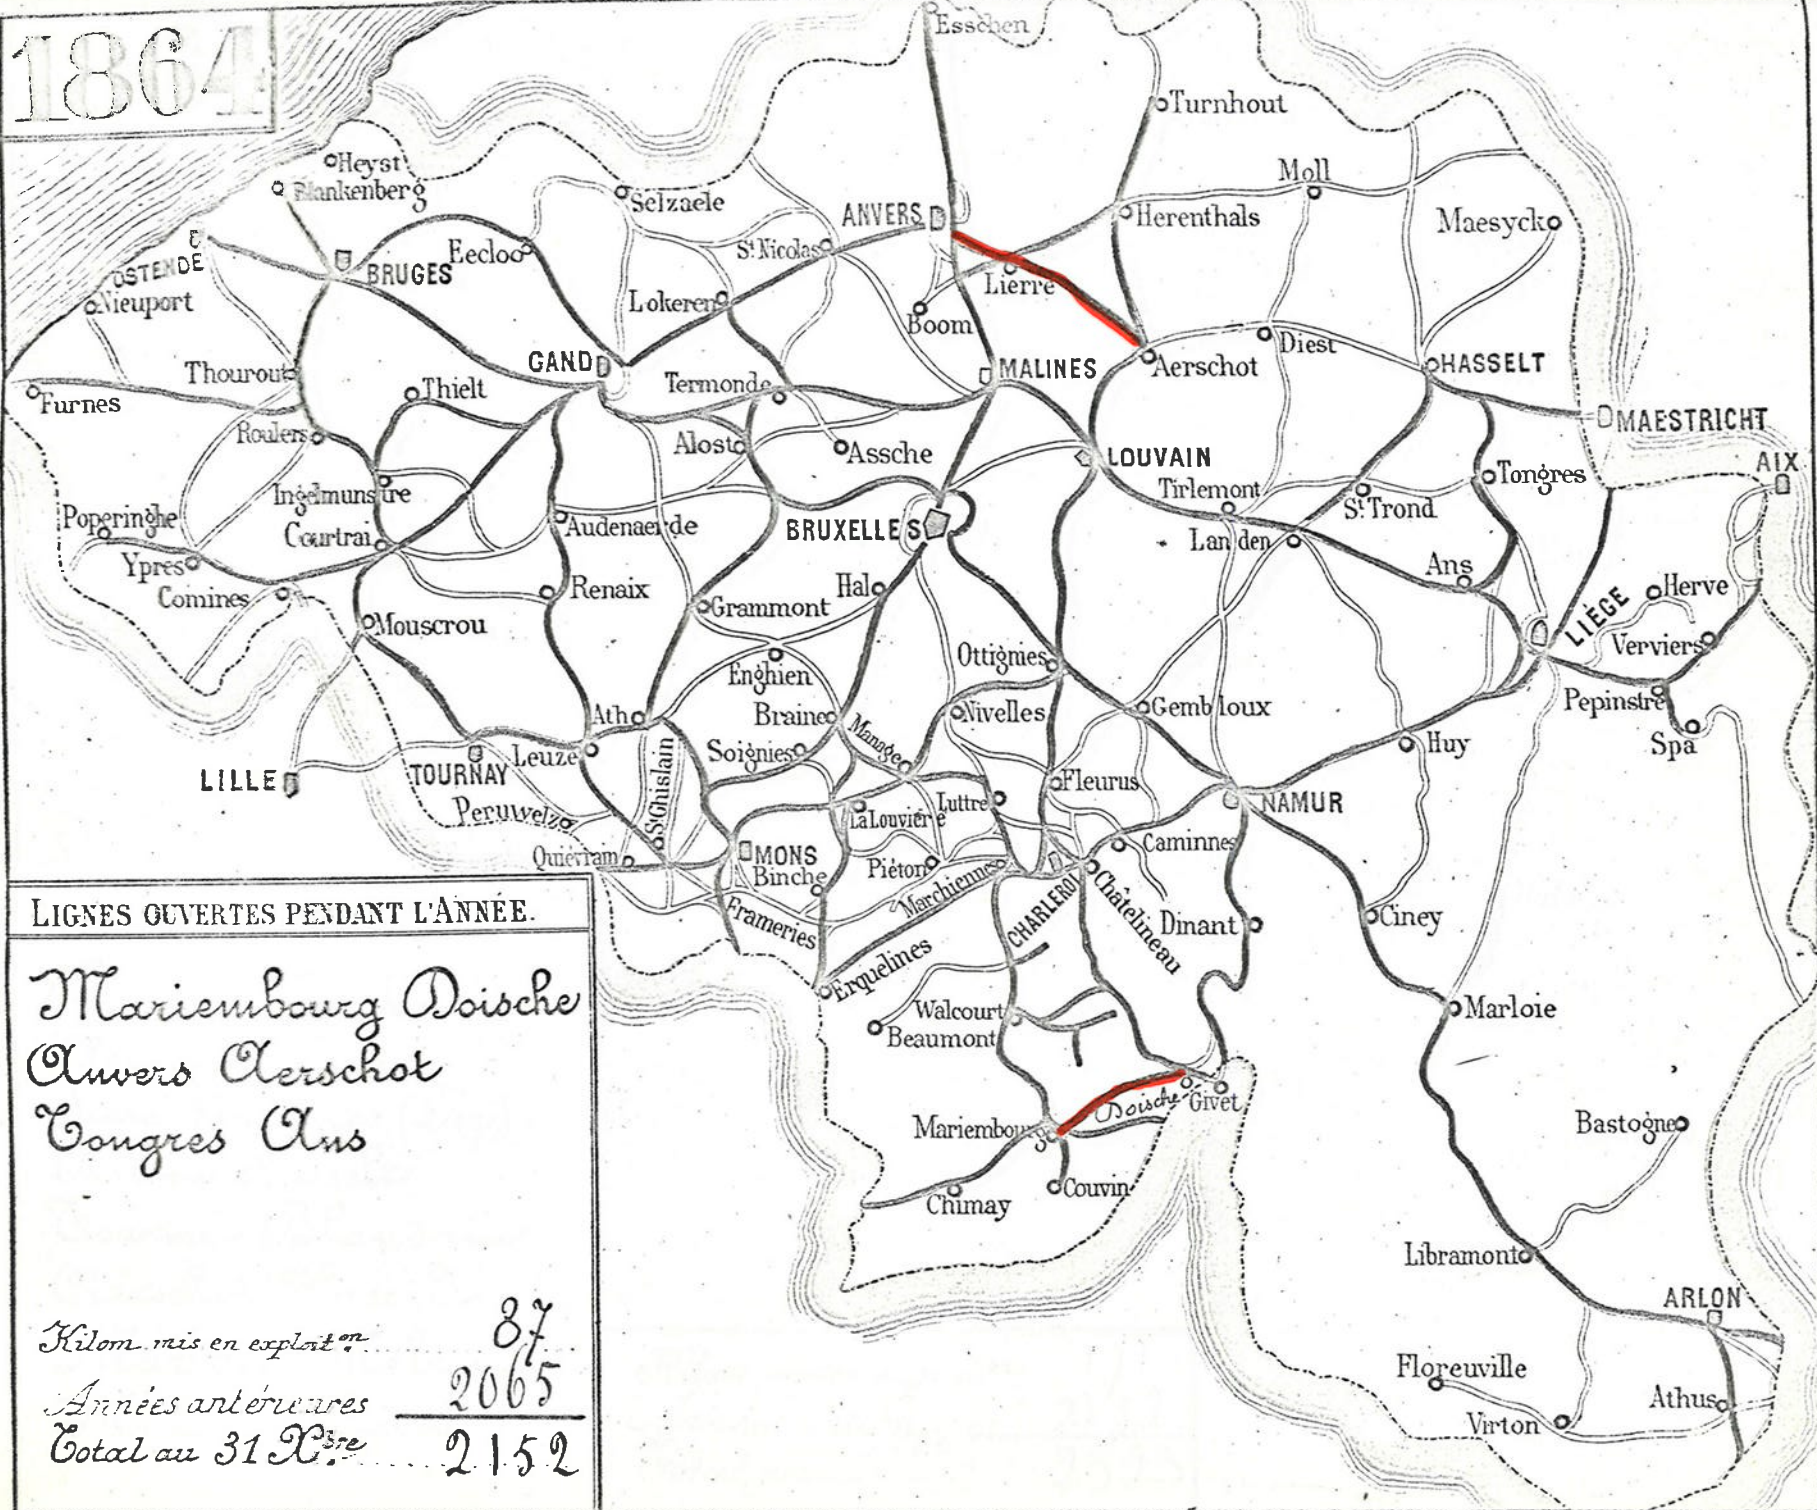 1864
Esschen
Turnhout
Heyst
Blankenberg
Selzaele
ANVERS
Herenthals
Moll
Maesyck
OSTENDE
BRUGES
Eecloo
St. Nicolas
Nieuport
Lokeren
Lierre
Boom
Diest
Thourout
GAND
Thielt
Termonde
MALINES
Aerschot
HASSELT
Furnes
Roulers
Alost
Assche
LOUVAIN
MAESTRICHT
AIX
Ingelmunstre
Tirlemont
St. Trond
Tongres
Poperinghe
Courtrai
Audenaerde
BRUXELLES
Landen
Ans
Ypres
Comines
Renaix
Grammont
Hal
LIÈGE
Herve
Mouscrou
Enghien
Ottignies
Verviers
Pepinstre
Spa
Ath
Braine
Manage
Nivelles
Gembloux
Huy
LILLE
TOURNAY
Leuze
St Ghislain
Soignies
Fleurus
NAMUR
Peruwelz
La Louvière
Luttre
Caminnes
Quiévram
MONS
Binche
Piéton
Marchiennes
CHARLEROI
Châtelineau
Frameries
Erquelines
Dinant
Ciney
Walcourt
Beaumont
Marloie
Mariembourg
Doische
Givet
Chimay
Couvin
Bastogne
Libramont
ARLON
Floreuville
Virton
Athus
LIGNES OUVERTES PENDANT L'ANNÉE.
Mariembourg Doische
Anvers Aerschot
Tongres Ans
Kilom. mis en exploit.on 87
Années antérieures 2065
Total au 31 Xbre 2152